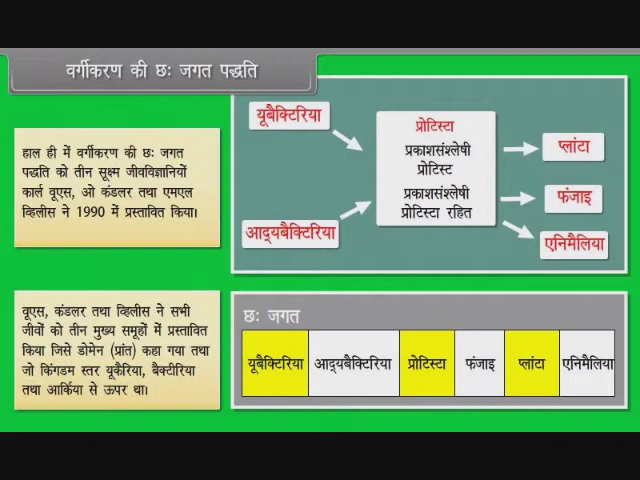 वर्गीकरण की छः जगत पद्धति
हाल ही में वर्गीकरण की छः जगत
पद्धति को तीन सूक्ष्म जीवविज्ञानियों
कार्ल वूएस, ओ कंडलर तथा एमएल
व्हिलीस ने 1990 में प्रस्तावित किया।
यूबैक्टिरिया
आद्यबैक्टिरिया
प्रोटिस्टा
प्रकाशसंश्लेषी
प्रोटिस्ट
प्रकाशसंश्लेषी
प्रोटिस्टा रहित
प्लांटा
फंजाइ
एनिमैलिया
वूएस, कंडलर तथा व्हिलीस ने सभी
जीवों को तीन मुख्य समूहों में प्रस्तावित
किया जिसे डोमेन (प्रांत) कहा गया तथा
जो किंगडम स्तर यूकैरिया, बैक्टीरिया
तथा आर्किया से ऊपर था।
छः जगत
यूबैक्टिरिया आद्यबैक्टिरिया प्रोटिस्टा फंजाइ प्लांटा एनिमैलिया